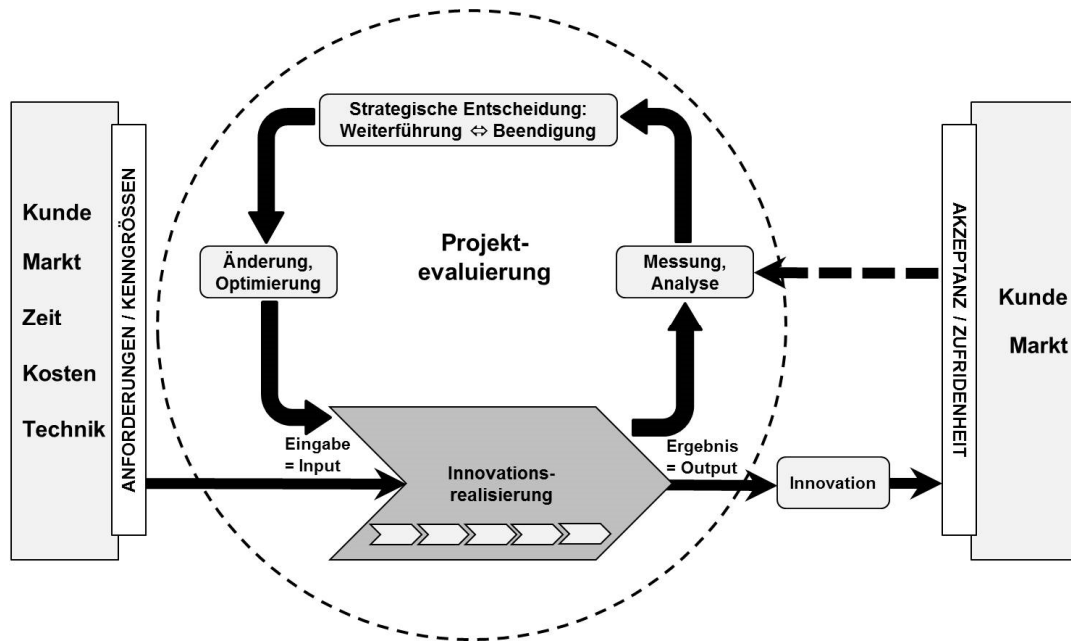 Strategische Entscheidung:
Weiterführung ⇔ Beendigung
Kunde
Markt
Zeit
Kosten
Technik
ANFORDERUNGEN / KENNGRÖSSEN
Änderung,
Optimierung
Projekt-
evaluierung
Messung,
Analyse
Eingabe
= Input
Innovations-
realisierung
Ergebnis
= Output
Innovation
AKZEPTANZ / ZUFRIDENHEIT
Kunde
Markt